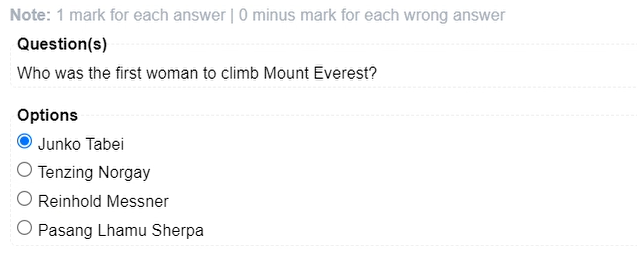 Note: 1 mark for each answer | 0 minus mark for each wrong answer
Question(s)
Who was the first woman to climb Mount Everest?
Options
Junko Tabei
Tenzing Norgay
Reinhold Messner
Pasang Lhamu Sherpa